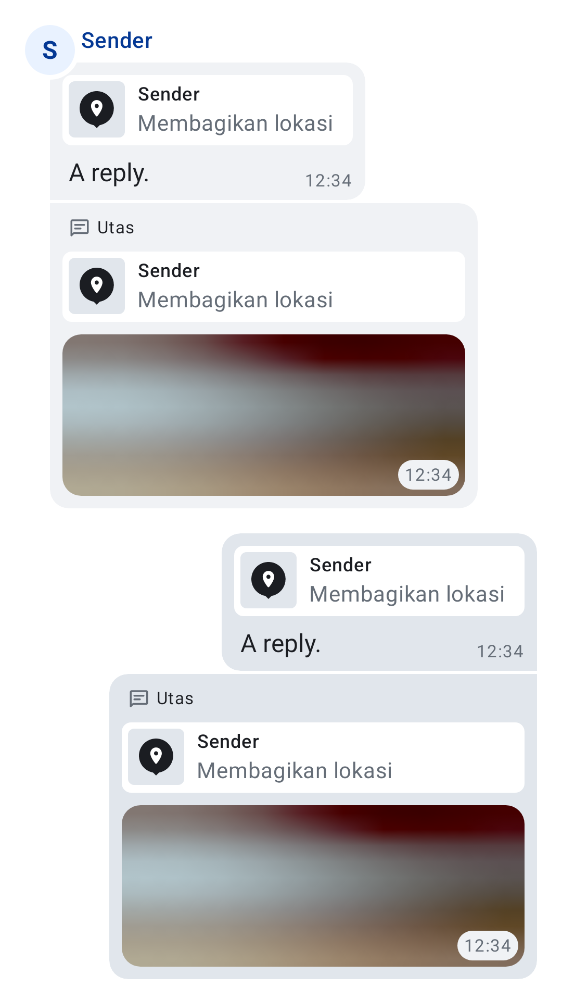 S
Sender
Sender
Membagikan lokasi
A reply.
12:34
Utas
Sender
Membagikan lokasi
12:34
Sender
Membagikan lokasi
A reply.
12:34
Utas
Sender
Membagikan lokasi
12:34